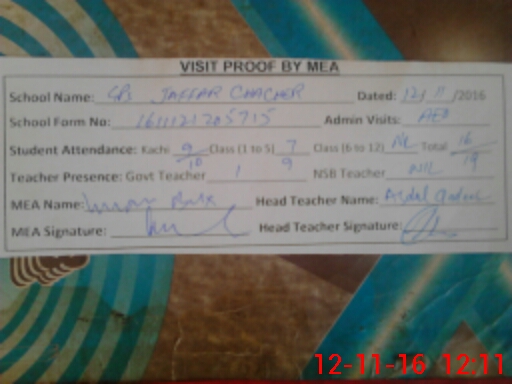 VISIT PROOF BY MEA
School Name: GPS JAFFAR CHACHER Dated: 12/11/2016
School Form No: Admin Visits: AEO
Student Attendance: Kachi 9/10 Class (1 to 5) 7/9 Class (6 to 12) NIL Total 16/19
Teacher Presence: Govt Teacher 1 NSB Teacher NIL
MEA Name: Bux Head Teacher Name: Abdul Qadeer
MEA Signature: Head Teacher Signature:
12-11-16 12:11